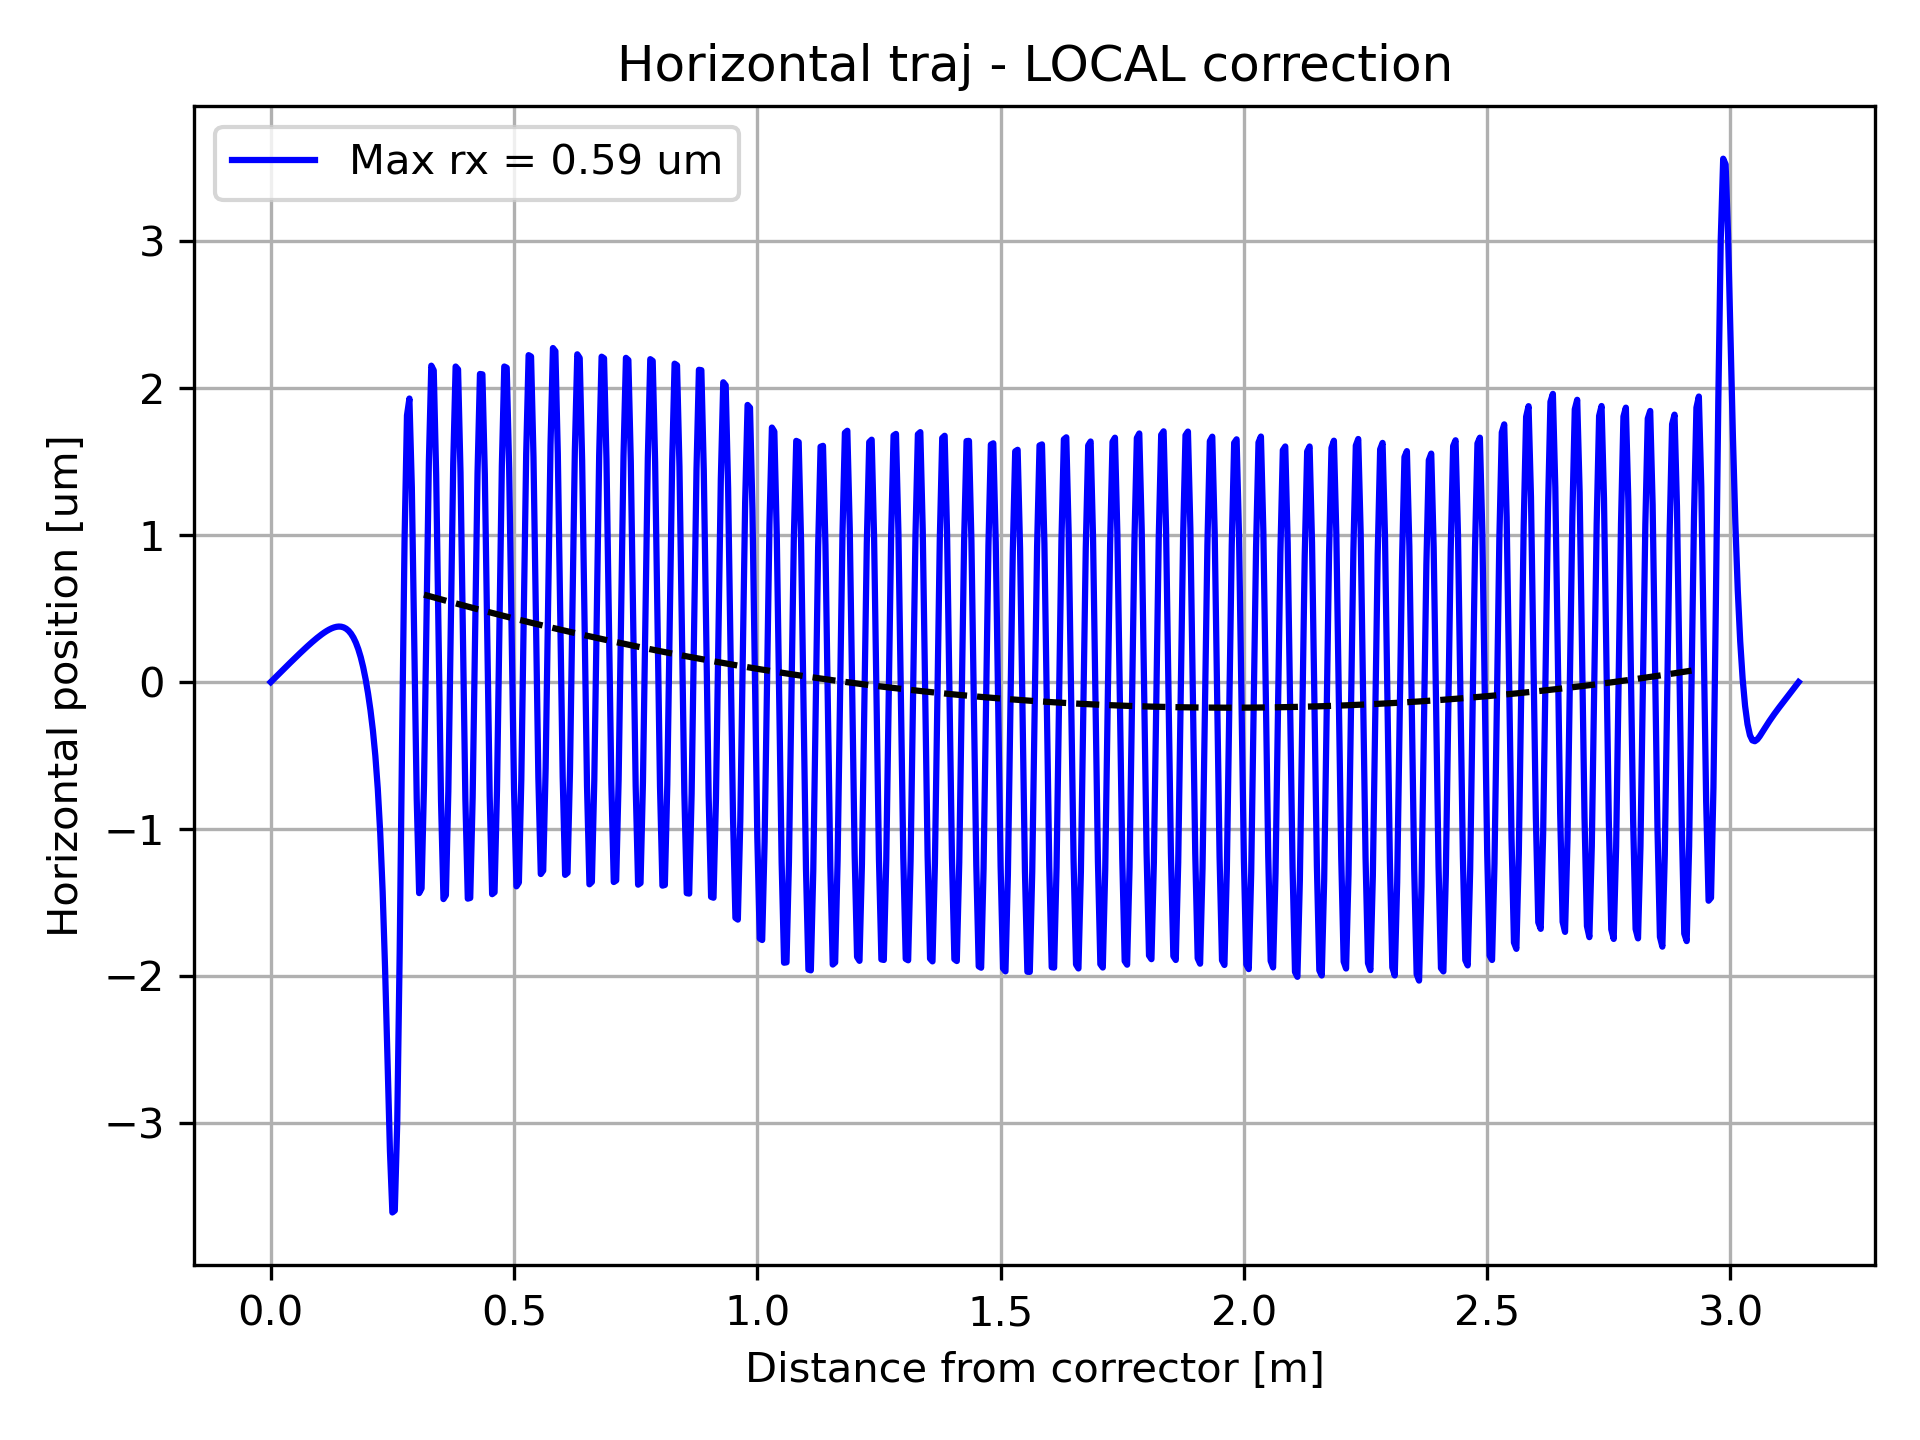 Horizontal traj - LOCAL correction
Max rx = 0.59 um
Horizontal position [um]
3
2
1
0
−1
−2
−3
0.0 0.5 1.0 1.5 2.0 2.5 3.0
Distance from corrector [m]